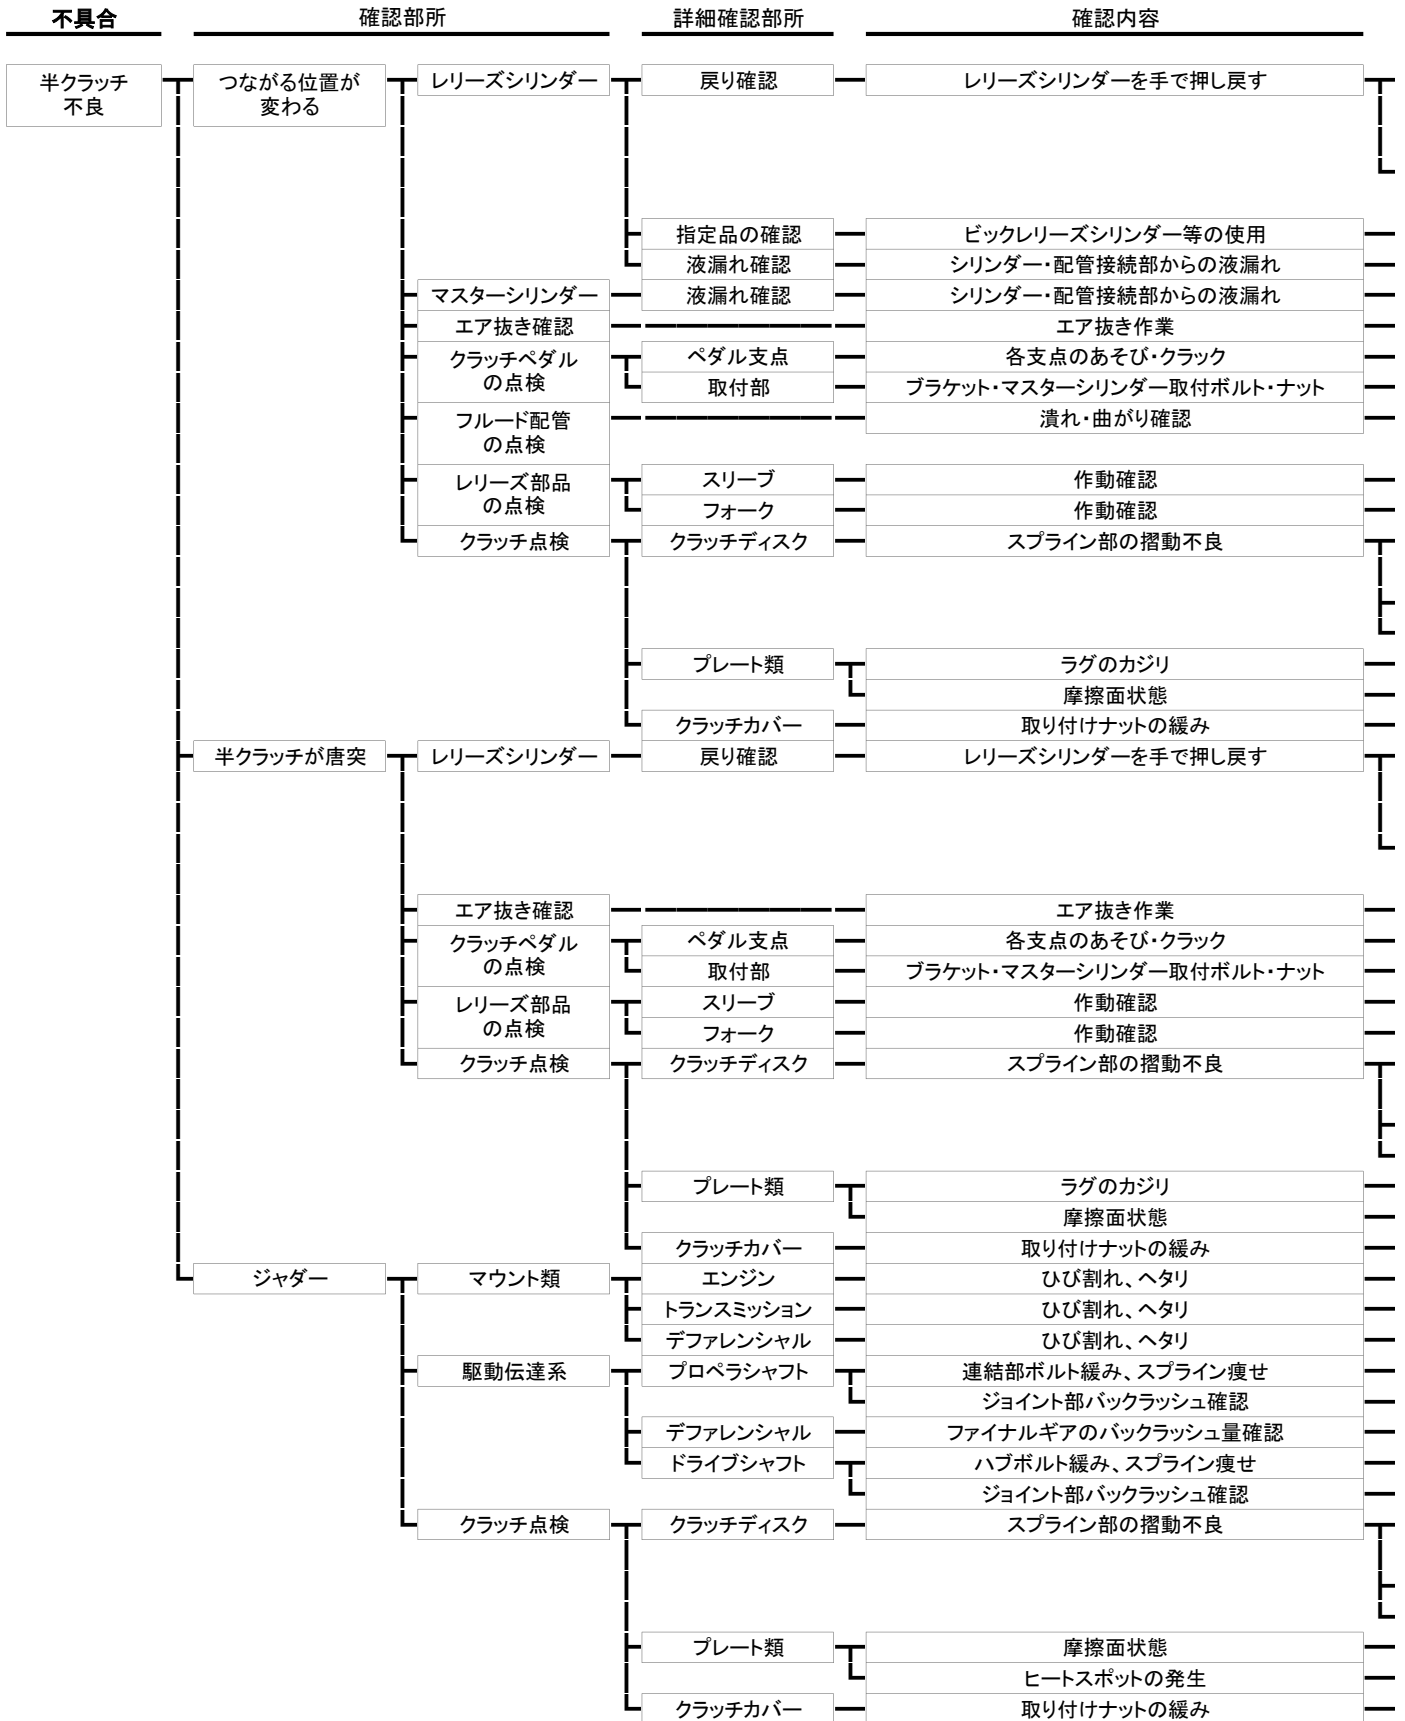 不具合 確認部所 詳細確認部所 確認内容
半クラッチ つながる位置が レリーズシリンダー 戻り確認 レリーズシリンダーを手で押し戻す
不良 変わる
指定品の確認 ビックレリーズシリンダー等の使用
液漏れ確認 シリンダー・配管接続部からの液漏れ
マスターシリンダー 液漏れ確認 シリンダー・配管接続部からの液漏れ
エア抜き確認 エア抜き作業
クラッチペダル ペダル支点 各支点のあそび・クラック
の点検 取付部 ブラケット・マスターシリンダー取付ボルト・ナット
フルード配管 潰れ・曲がり確認
の点検
レリーズ部品 スリーブ 作動確認
の点検 フォーク 作動確認
クラッチ点検 クラッチディスク スプライン部の摺動不良
プレート類 ラグのカジリ
摩擦面状態
クラッチカバー 取り付けナットの緩み
半クラッチが唐突 レリーズシリンダー 戻り確認 レリーズシリンダーを手で押し戻す
エア抜き確認 エア抜き作業
クラッチペダル ペダル支点 各支点のあそび・クラック
の点検 取付部 ブラケット・マスターシリンダー取付ボルト・ナット
レリーズ部品 スリーブ 作動確認
の点検 フォーク 作動確認
クラッチ点検 クラッチディスク スプライン部の摺動不良
プレート類 ラグのカジリ
摩擦面状態
クラッチカバー 取り付けナットの緩み
ジャダー マウント類 エンジン ひび割れ、ヘタリ
トランスミッション ひび割れ、ヘタリ
デファレンシャル ひび割れ、ヘタリ
駆動伝達系 プロペラシャフト 連結部ボルト緩み、スプライン痩せ
ジョイント部バックラッシュ確認
デファレンシャル ファイナルギアのバックラッシュ量確認
ドライブシャフト ハブボルト緩み、スプライン痩せ
ジョイント部バックラッシュ確認
クラッチ点検 クラッチディスク スプライン部の摺動不良
プレート類 摩擦面状態
ヒートスポットの発生
クラッチカバー 取り付けナットの緩み